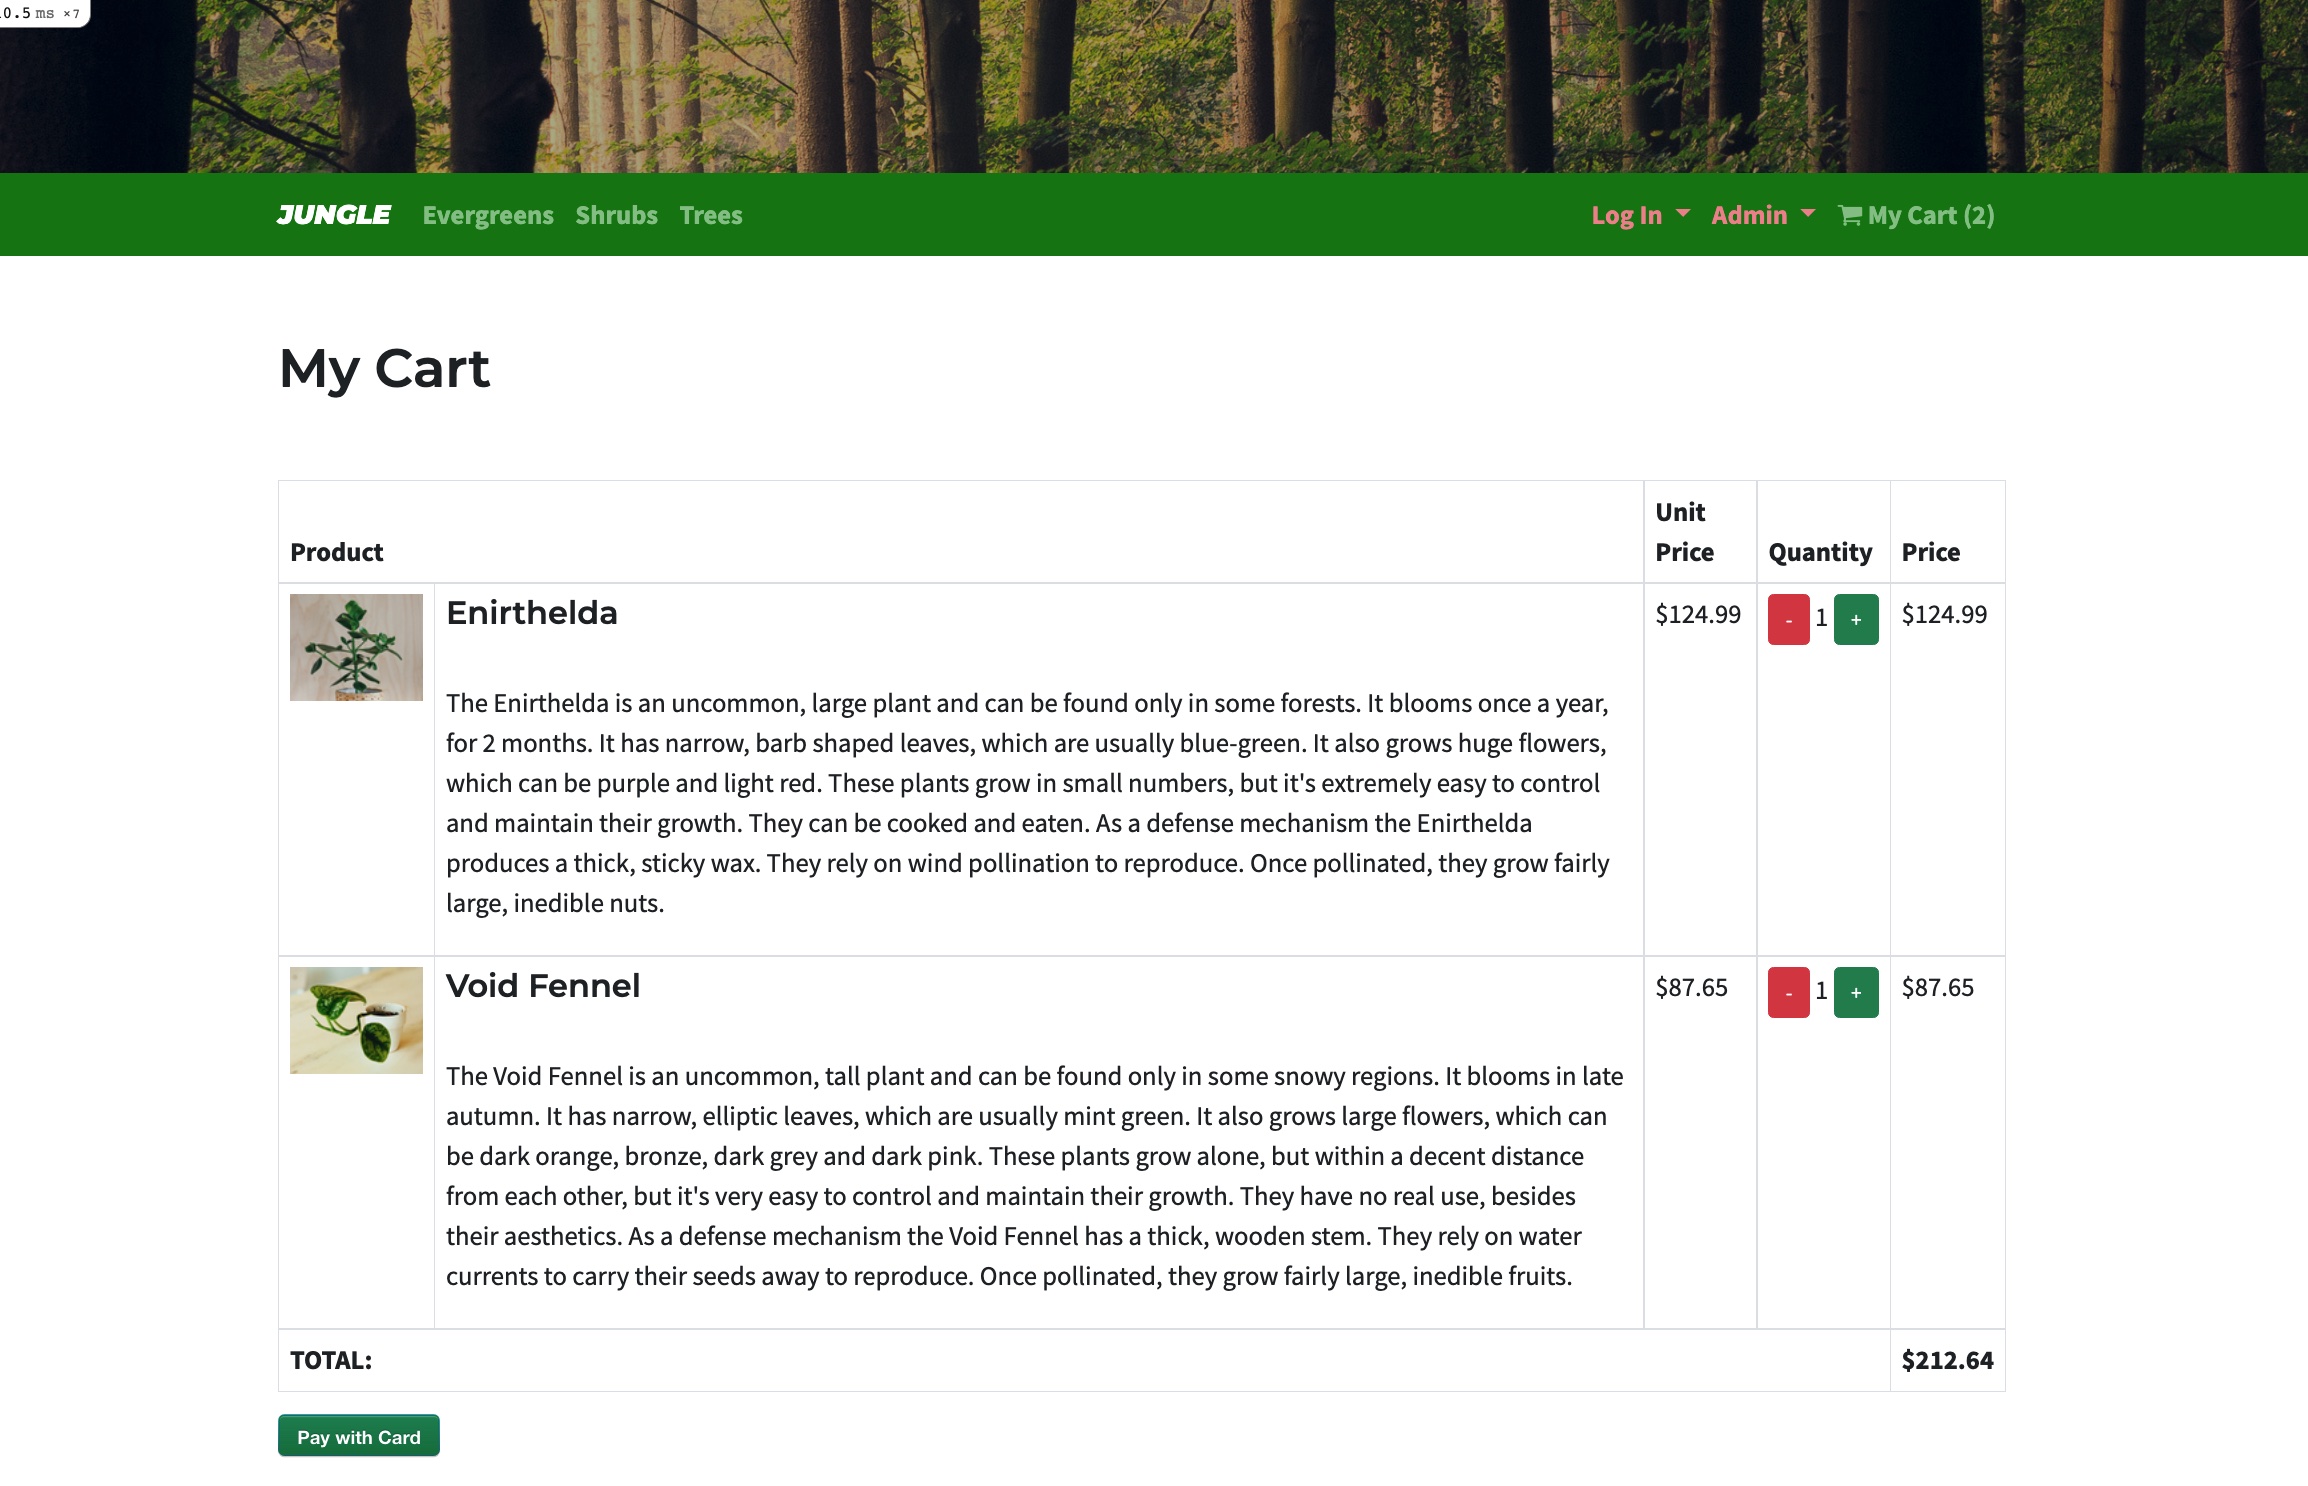 0.5 ms ×7
JUNGLE Evergreens Shrubs Trees Log In Admin My Cart (2)
My Cart
Product Unit Price Quantity Price
Enirthelda $124.99 - 1 + $124.99
The Enirthelda is an uncommon, large plant and can be found only in some forests. It blooms once a year,
for 2 months. It has narrow, barb shaped leaves, which are usually blue-green. It also grows huge flowers,
which can be purple and light red. These plants grow in small numbers, but it's extremely easy to control
and maintain their growth. They can be cooked and eaten. As a defense mechanism the Enirthelda
produces a thick, sticky wax. They rely on wind pollination to reproduce. Once pollinated, they grow fairly
large, inedible nuts.
Void Fennel $87.65 - 1 + $87.65
The Void Fennel is an uncommon, tall plant and can be found only in some snowy regions. It blooms in late
autumn. It has narrow, elliptic leaves, which are usually mint green. It also grows large flowers, which can
be dark orange, bronze, dark grey and dark pink. These plants grow alone, but within a decent distance
from each other, but it's very easy to control and maintain their growth. They have no real use, besides
their aesthetics. As a defense mechanism the Void Fennel has a thick, wooden stem. They rely on water
currents to carry their seeds away to reproduce. Once pollinated, they grow fairly large, inedible fruits.
TOTAL: $212.64
Pay with Card